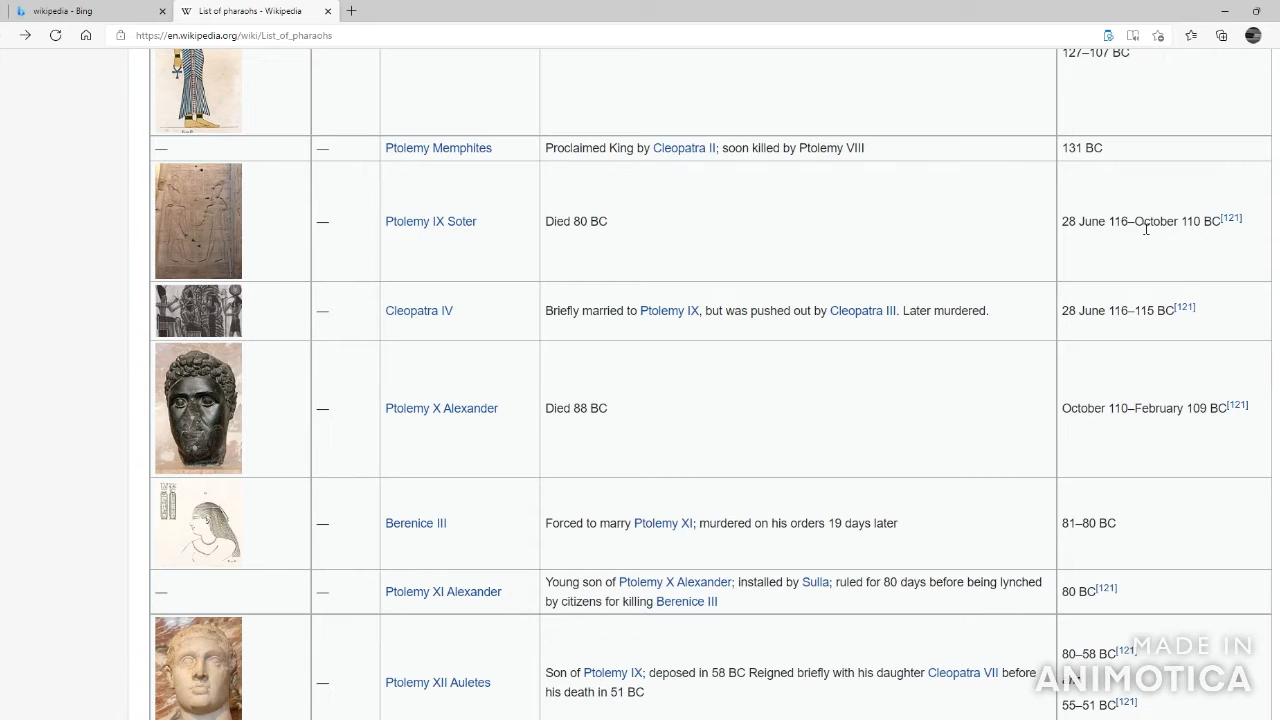 wikipedia - Bing
W List of pharaohs - Wikipedia
https://en.wikipedia.org/wiki/List_of_pharaohs
127–107 BC
— — Ptolemy Memphites Proclaimed King by Cleopatra II; soon killed by Ptolemy VIII 131 BC
— Ptolemy IX Soter Died 80 BC 28 June 116–October 110 BC[121]
— Cleopatra IV Briefly married to Ptolemy IX, but was pushed out by Cleopatra III. Later murdered. 28 June 116–115 BC[121]
— Ptolemy X Alexander Died 88 BC October 110–February 109 BC[121]
— Berenice III Forced to marry Ptolemy XI; murdered on his orders 19 days later 81–80 BC
— — Ptolemy XI Alexander Young son of Ptolemy X Alexander; installed by Sulla; ruled for 80 days before being lynched
by citizens for killing Berenice III 80 BC[121]
— Ptolemy XII Auletes Son of Ptolemy IX; deposed in 58 BC Reigned briefly with his daughter Cleopatra VII before
his death in 51 BC
80–58 BC[121]
55–51 BC[121]
MADE IN
ANIMOTICA